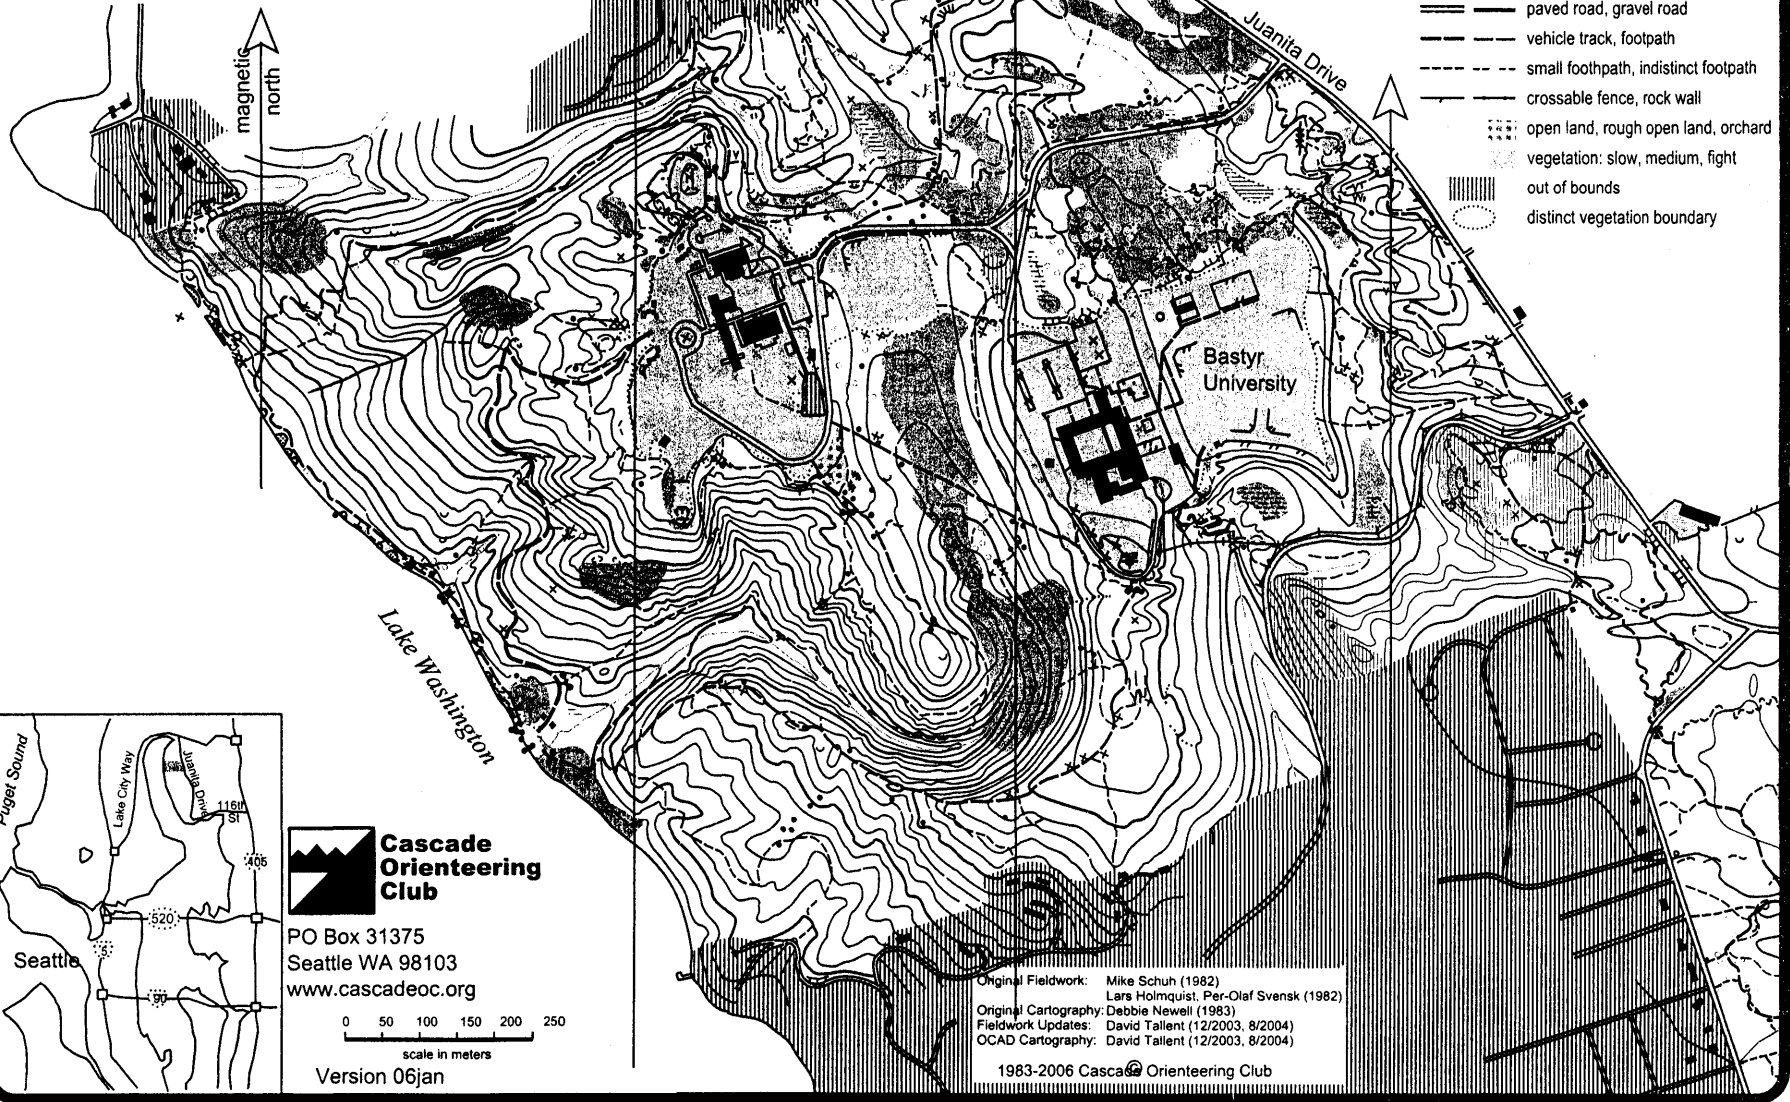 magnetic
north
Juanita Drive
paved road, gravel road
vehicle track, footpath
small foothpath, indistinct footpath
crossable fence, rock wall
open land, rough open land, orchard
vegetation: slow, medium, fight
out of bounds
distinct vegetation boundary
Bastyr
University
Lake Washington
Puget Sound
Lake City Way
Juanita Drive
116th
St
405
520
5
Seattle
90
Cascade
Orienteering
Club
PO Box 31375
Seattle WA 98103
www.cascadeoc.org
0 50 100 150 200 250
scale in meters
Version 06jan
Original Fieldwork: Mike Schuh (1982)
Lars Holmquist, Per-Olaf Svensk (1982)
Original Cartography: Debbie Newell (1983)
Fieldwork Updates: David Tallent (12/2003, 8/2004)
OCAD Cartography: David Tallent (12/2003, 8/2004)
1983-2006 Cascade © Orienteering Club